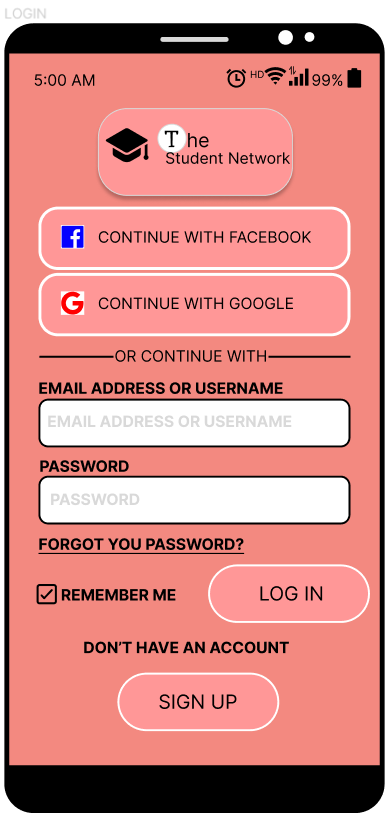 LOGIN
5:00 AM HD 99%
The
Student Network
CONTINUE WITH FACEBOOK
G CONTINUE WITH GOOGLE
OR CONTINUE WITH
EMAIL ADDRESS OR USERNAME
EMAIL ADDRESS OR USERNAME
PASSWORD
PASSWORD
FORGOT YOU PASSWORD?
REMEMBER ME LOG IN
DON'T HAVE AN ACCOUNT
SIGN UP